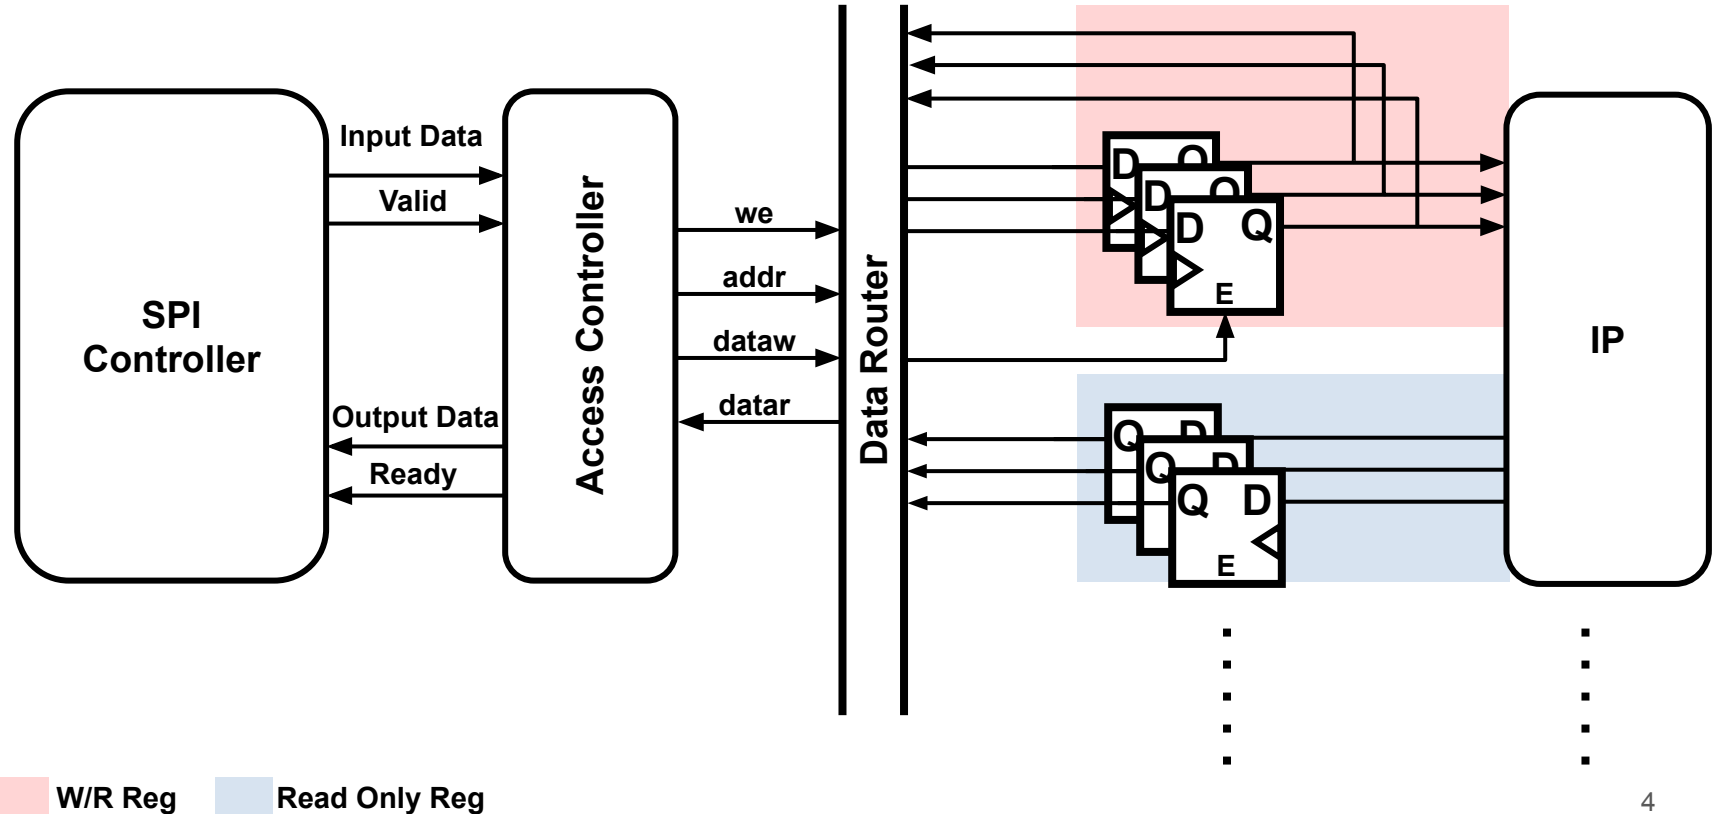 SPI
Controller
Input Data
Valid
Output Data
Ready
Access Controller
we
addr
dataw
datar
Data Router
D Q
D Q
D Q
E
Q D
Q D
Q D
E
IP
W/R Reg
Read Only Reg
4